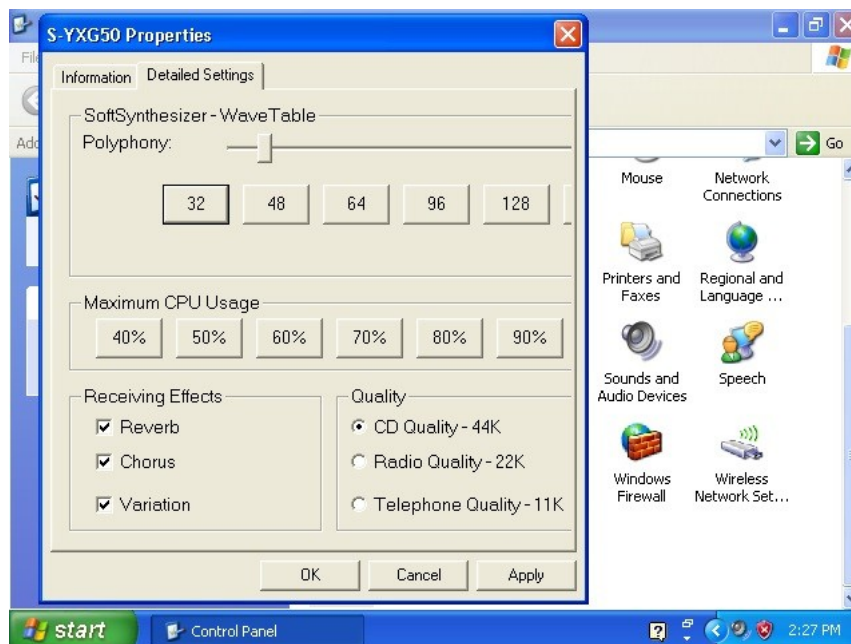 S-YXG50 Properties
File
Information
Detailed Settings
Add
Go
SoftSynthesizer - WaveTable
Polyphony:
32
48
64
96
128
Maximum CPU Usage
40%
50%
60%
70%
80%
90%
Receiving Effects
Reverb
Chorus
Variation
Quality
CD Quality - 44K
Radio Quality - 22K
Telephone Quality - 11K
OK
Cancel
Apply
Mouse
Network
Connections
Printers and
Faxes
Regional and
Language ...
Sounds and
Audio Devices
Speech
Windows
Firewall
Wireless
Network Set...
start
Control Panel
2:27 PM